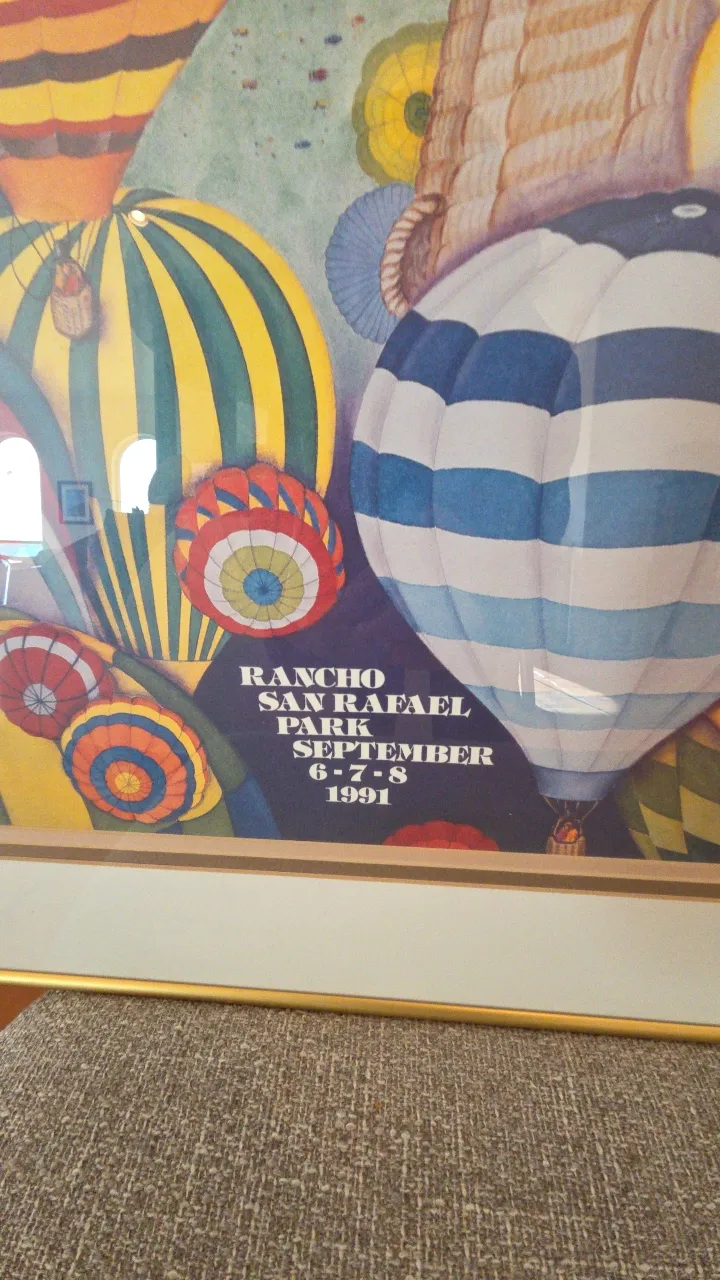 RANCHO
SAN RAFAEL
PARK
SEPTEMBER
6 - 7 - 8
1991